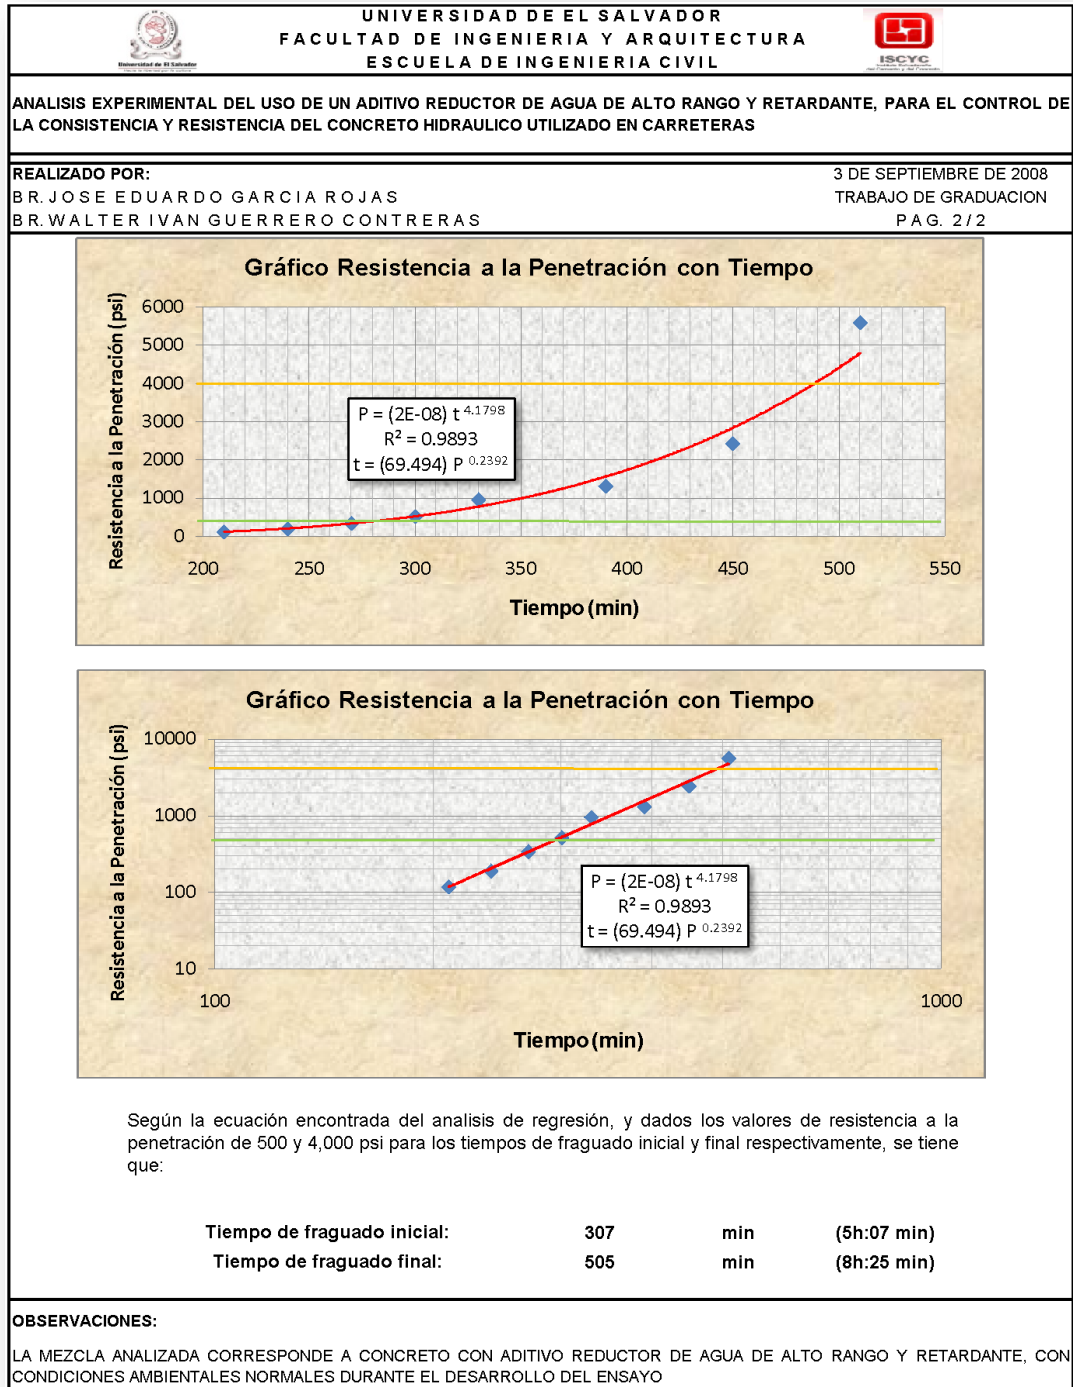 UNIVERSIDAD DE EL SALVADOR
FACULTAD DE INGENIERIA Y ARQUITECTURA
ESCUELA DE INGENIERIA CIVIL
Universidad de El Salvador
ISCYC
ANALISIS EXPERIMENTAL DEL USO DE UN ADITIVO REDUCTOR DE AGUA DE ALTO RANGO Y RETARDANTE, PARA EL CONTROL DE
LA CONSISTENCIA Y RESISTENCIA DEL CONCRETO HIDRAULICO UTILIZADO EN CARRETERAS
REALIZADO POR: 3 DE SEPTIEMBRE DE 2008
BR. JOSE EDUARDO GARCIA ROJAS TRABAJO DE GRADUACION
BR. WALTER IVAN GUERRERO CONTRERAS PAG. 2/2
Gráfico Resistencia a la Penetración con Tiempo
Resistencia a la Penetración (psi)
6000
5000
4000
3000
2000
1000
0
P = (2E-08) t 4.1798
R² = 0.9893
t = (69.494) P 0.2392
200 250 300 350 400 450 500 550
Tiempo (min)
Gráfico Resistencia a la Penetración con Tiempo
Resistencia a la Penetración (psi)
10000
1000
100
10
P = (2E-08) t 4.1798
R² = 0.9893
t = (69.494) P 0.2392
100 1000
Tiempo (min)
Según la ecuación encontrada del analisis de regresión, y dados los valores de resistencia a la
penetración de 500 y 4,000 psi para los tiempos de fraguado inicial y final respectivamente, se tiene
que:
Tiempo de fraguado inicial: 307 min (5h:07 min)
Tiempo de fraguado final: 505 min (8h:25 min)
OBSERVACIONES:
LA MEZCLA ANALIZADA CORRESPONDE A CONCRETO CON ADITIVO REDUCTOR DE AGUA DE ALTO RANGO Y RETARDANTE, CON
CONDICIONES AMBIENTALES NORMALES DURANTE EL DESARROLLO DEL ENSAYO